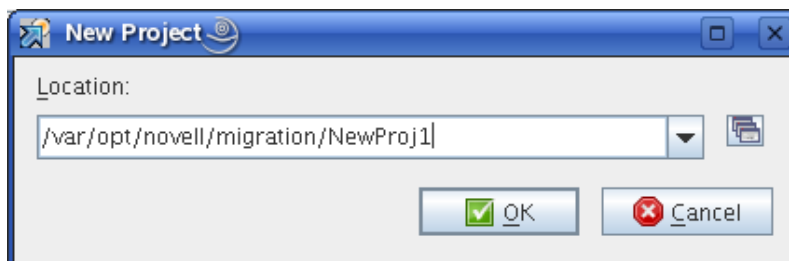 New Project
Location:
/var/opt/novell/migration/NewProj1
OK
Cancel